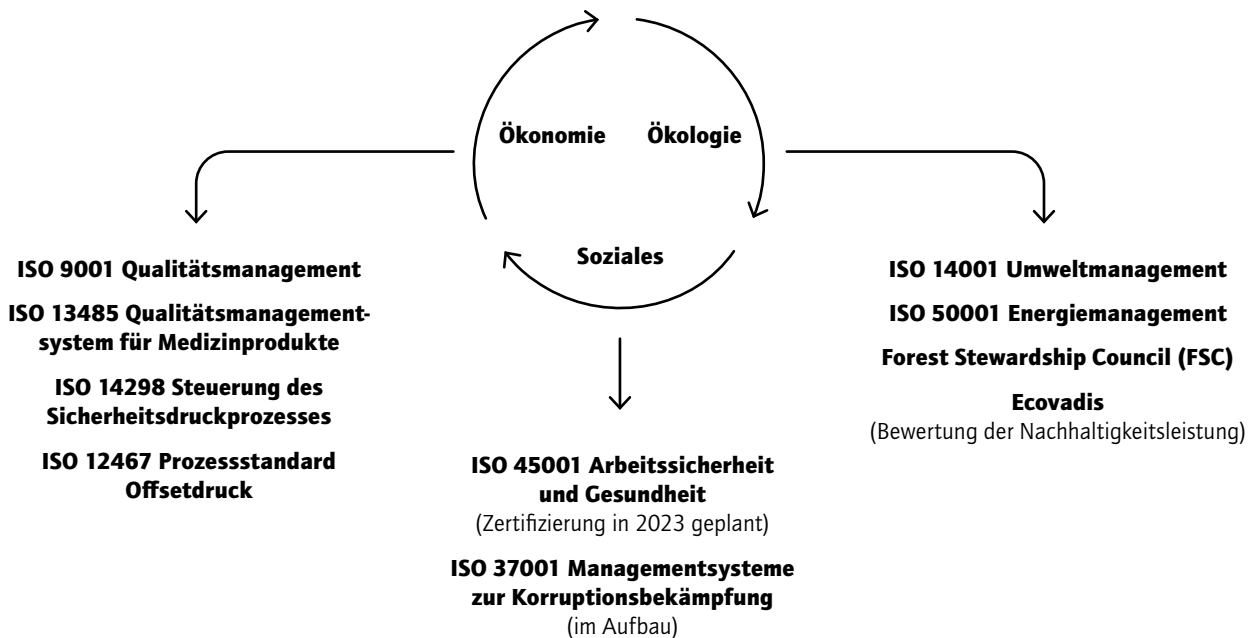 Ökonomie
Ökologie
Soziales
ISO 9001 Qualitätsmanagement
ISO 13485 Qualitätsmanagement-
system für Medizinprodukte
ISO 14298 Steuerung des
Sicherheitsdruckprozesses
ISO 12467 Prozessstandard
Offsetdruck
ISO 45001 Arbeitssicherheit
und Gesundheit
(Zertifizierung in 2023 geplant)
ISO 37001 Managementsysteme
zur Korruptionsbekämpfung
(im Aufbau)
ISO 14001 Umweltmanagement
ISO 50001 Energiemanagement
Forest Stewardship Council (FSC)
Ecovadis
(Bewertung der Nachhaltigkeitsleistung)